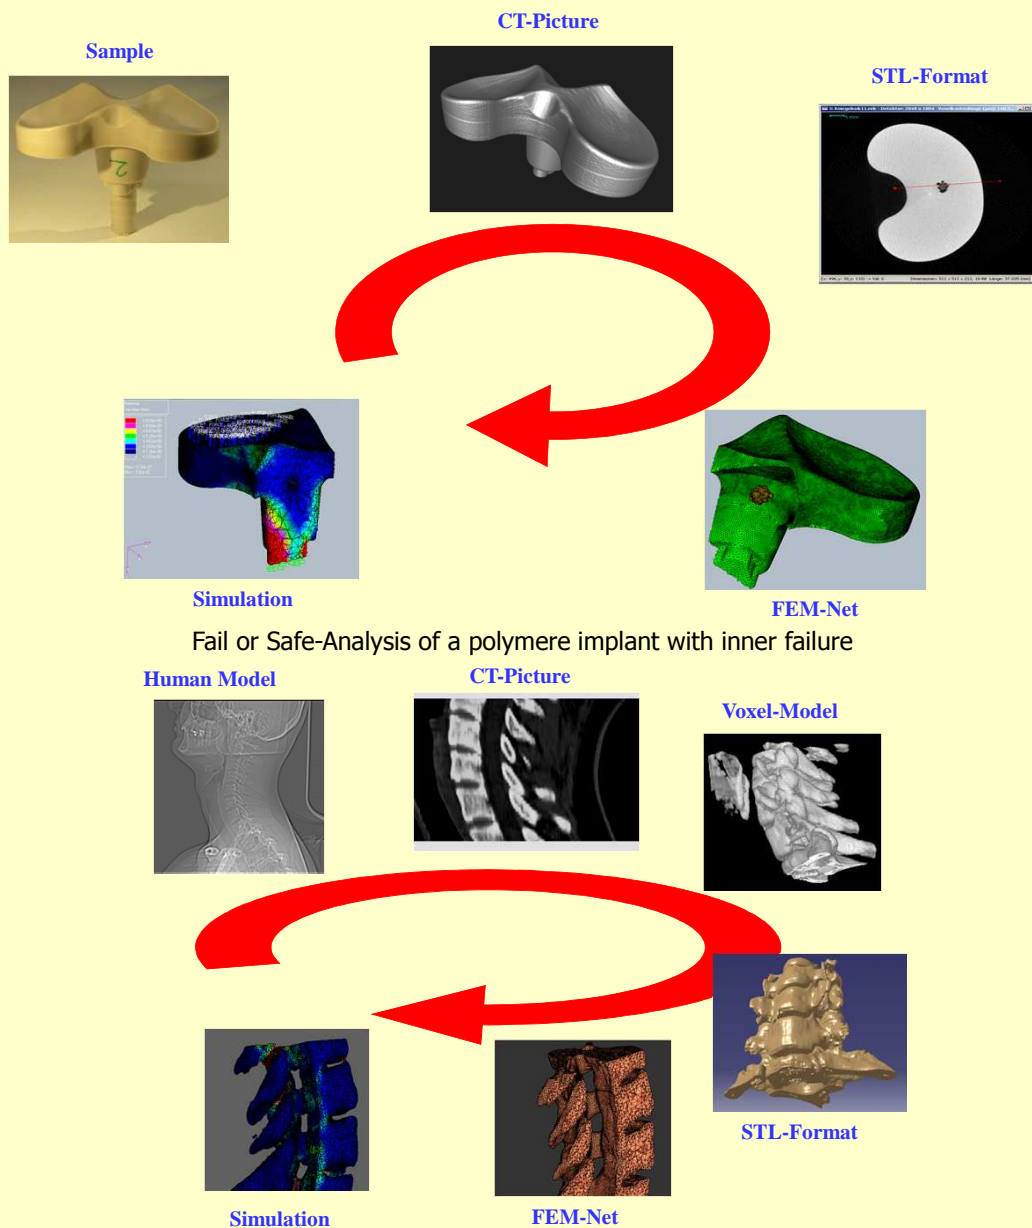 CT-Picture
Sample
STL-Format
2
Simulation
FEM-Net
Fail or Safe-Analysis of a polymere implant with inner failure
Human Model
CT-Picture
Voxel-Model
STL-Format
Simulation
FEM-Net